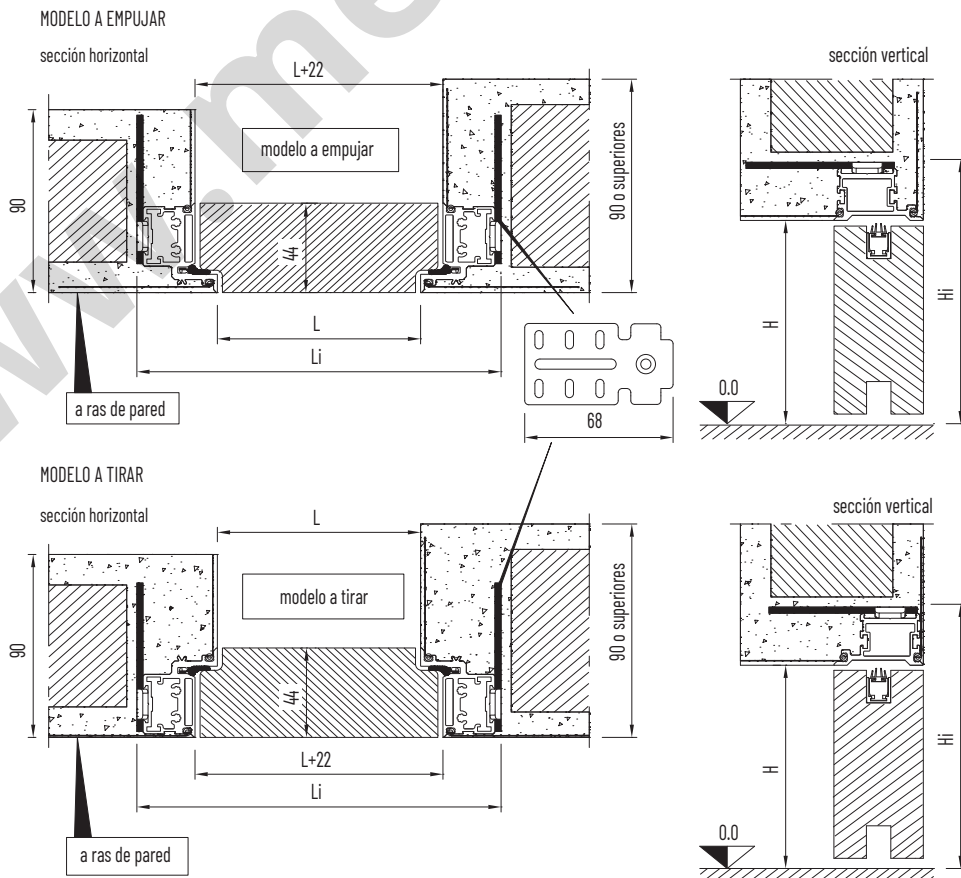 MODELO A EMPUJAR
sección horizontal
sección vertical
L+22
modelo a empujar
90
90 o superiores
44
L
Li
a ras de pared
H
Hi
0.0
68
MODELO A TIRAR
sección horizontal
sección vertical
L
modelo a tirar
90
90 o superiores
44
L+22
Li
a ras de pared
H
Hi
0.0
www.me